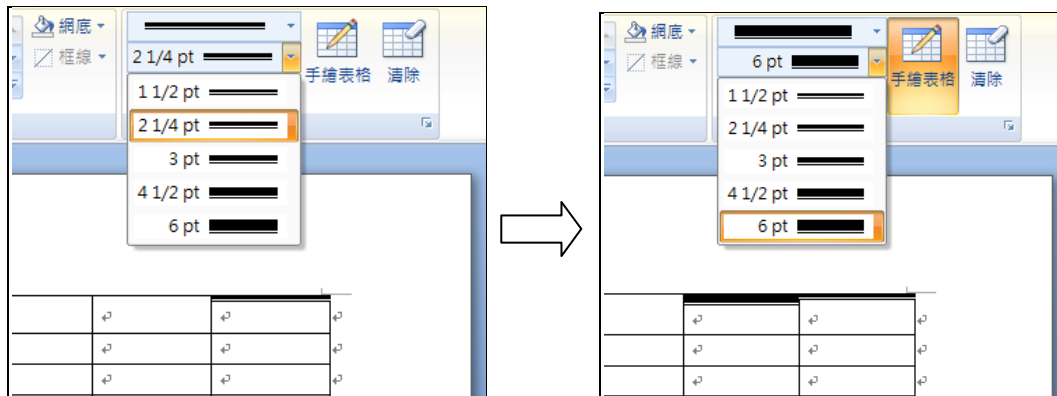 網底
框線
2 1/4 pt
手繪表格
清除
1 1/2 pt
2 1/4 pt
3 pt
4 1/2 pt
6 pt
網底
框線
6 pt
手繪表格
清除
1 1/2 pt
2 1/4 pt
3 pt
4 1/2 pt
6 pt